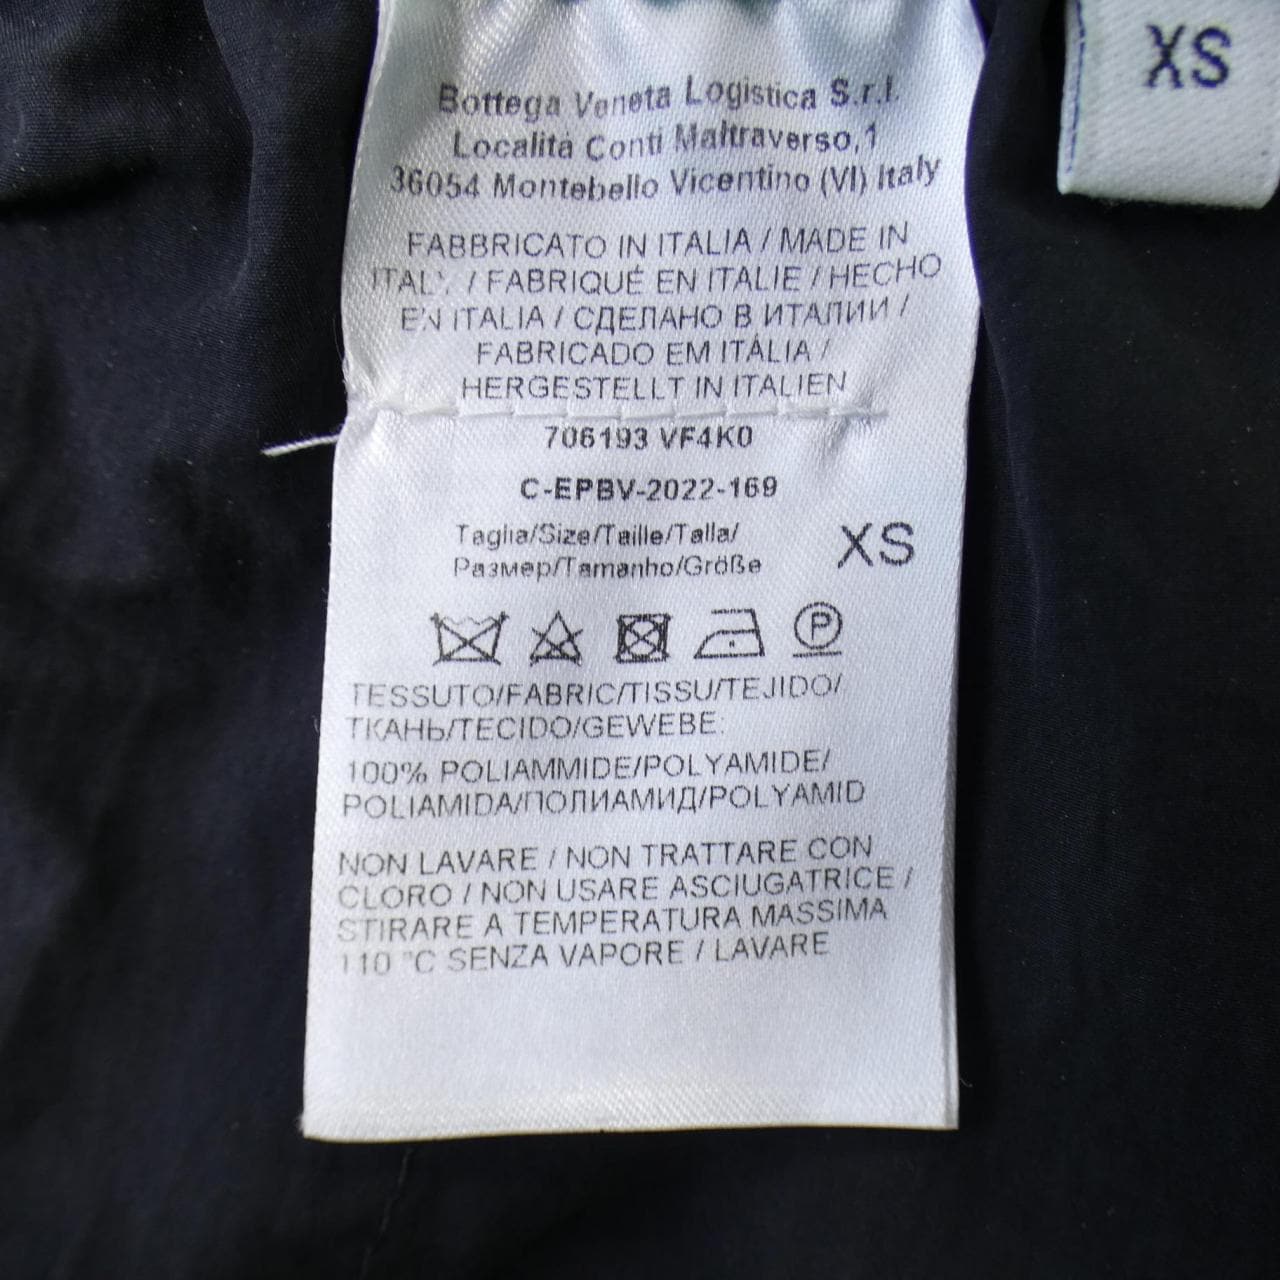 XS
Bottega Veneta Logistica S.r.l.
Località Conti Maltraverso,1
36054 Montebello Vicentino (VI) Italy
FABBRICATO IN ITALIA / MADE IN
ITALY / FABRIQUÉ EN ITALIE / HECHO
EN ITALIA / СДЕЛАНО В ИТАЛИИ /
FABRICADO EM ITÁLIA /
HERGESTELLT IN ITALIEN
706193 VF4K0
C-EPBV-2022-169
Taglia/Size/Taille/Talla/
Размер/Tamanho/Größe
XS
P
TESSUTO/FABRIC/TISSU/TEJIDO/
ТКАНЬ/TECIDO/GEWEBE:
100% POLIAMMIDE/POLYAMIDE/
POLIAMIDA/ПОЛИАМИД/POLYAMID
NON LAVARE / NON TRATTARE CON
CLORO / NON USARE ASCIUGATRICE /
STIRARE A TEMPERATURA MASSIMA
110 °C SENZA VAPORE / LAVARE